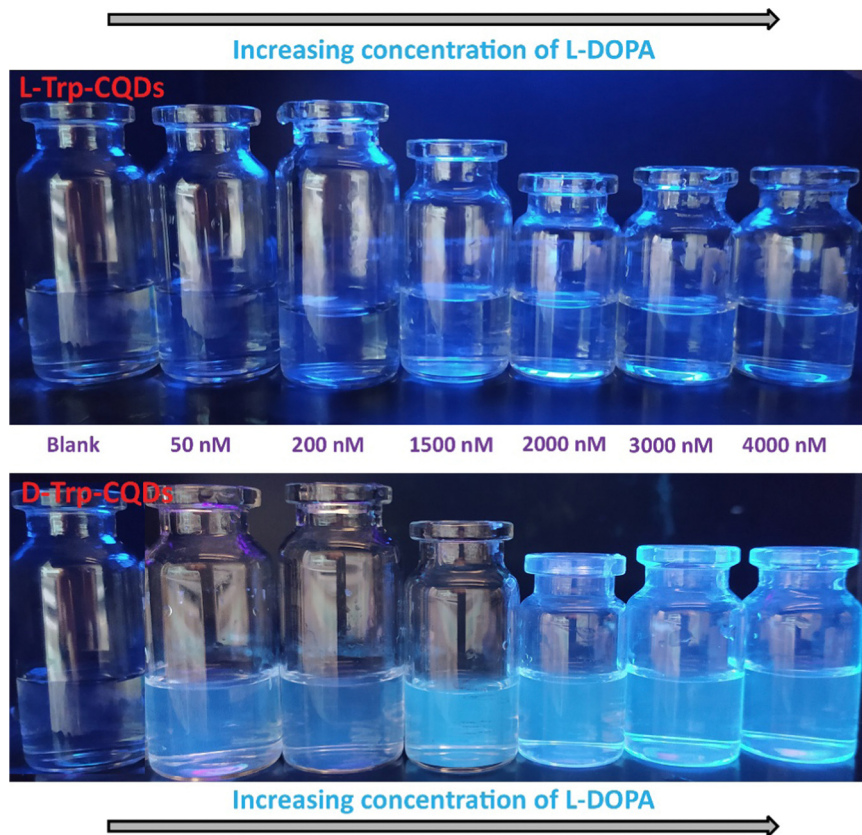 Increasing concentration of L-DOPA
L-Trp-CQDs
Blank 50 nM 200 nM 1500 nM 2000 nM 3000 nM 4000 nM
D-Trp-CQDs
Increasing concentration of L-DOPA